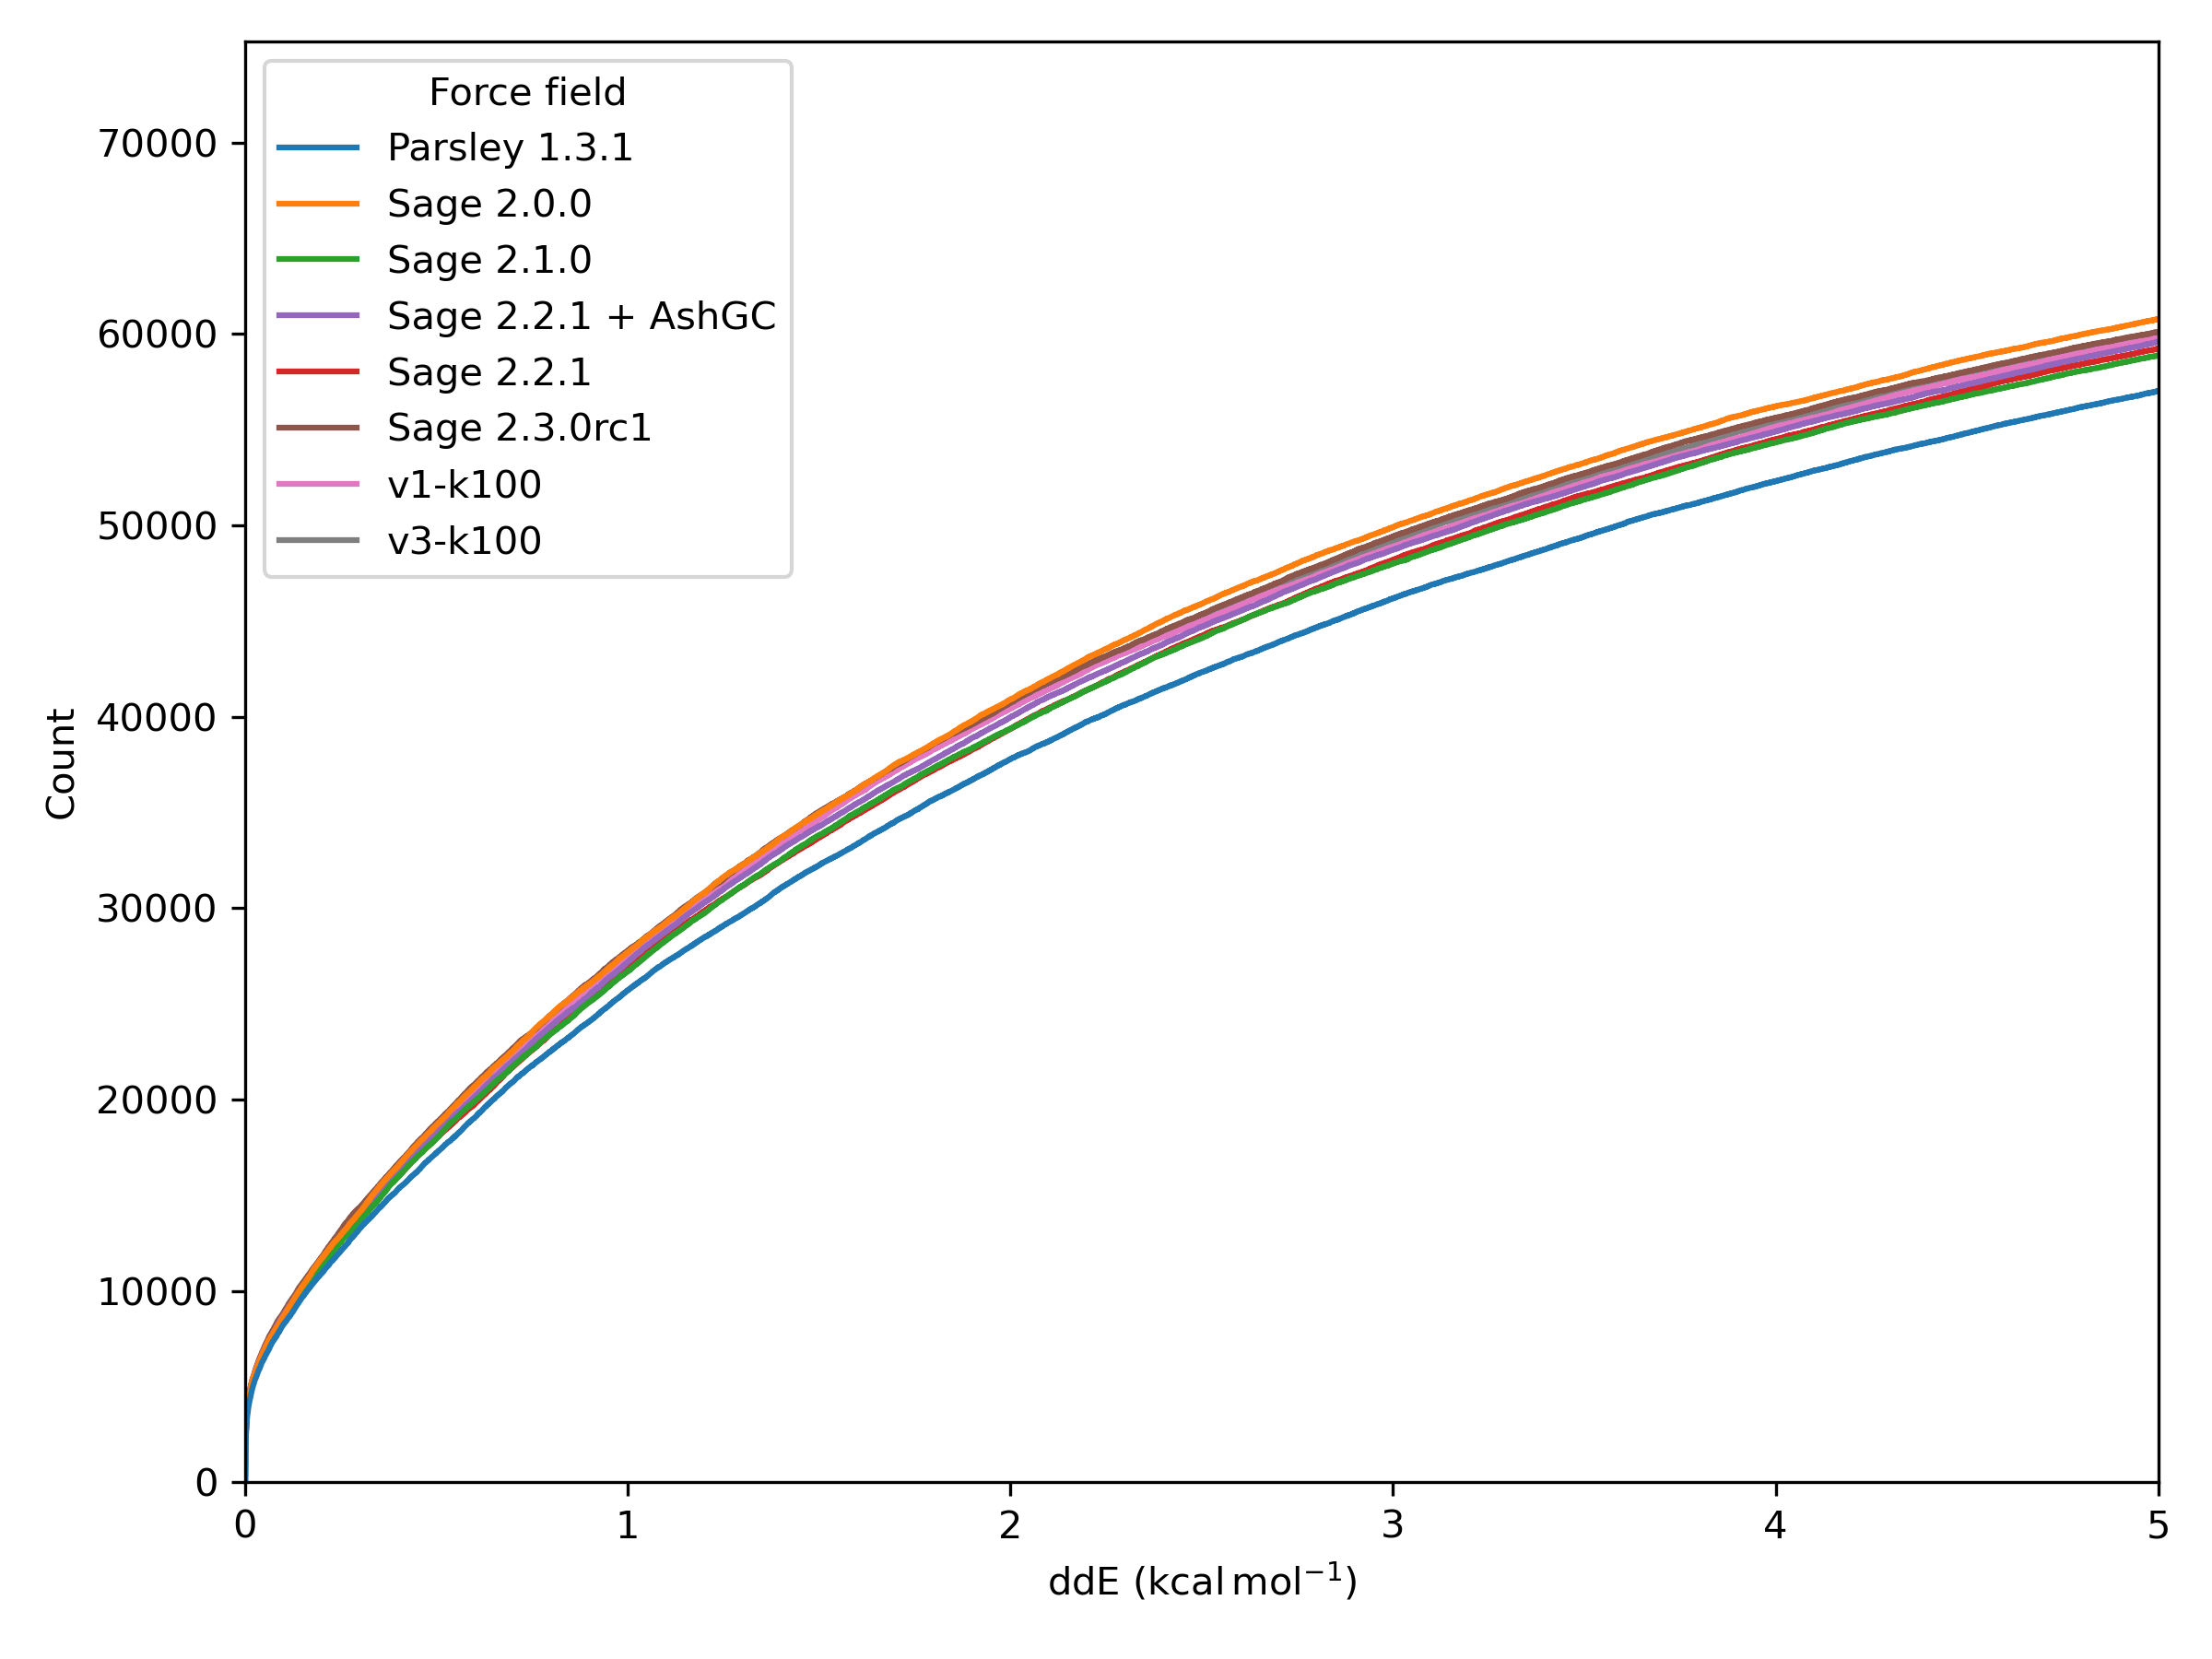 Force field
Parsley 1.3.1
Sage 2.0.0
Sage 2.1.0
Sage 2.2.1 + AshGC
Sage 2.2.1
Sage 2.3.0rc1
v1-k100
v3-k100
70000
60000
50000
40000
30000
20000
10000
0
Count
0 1 2 3 4 5
ddE (kcal mol⁻¹)